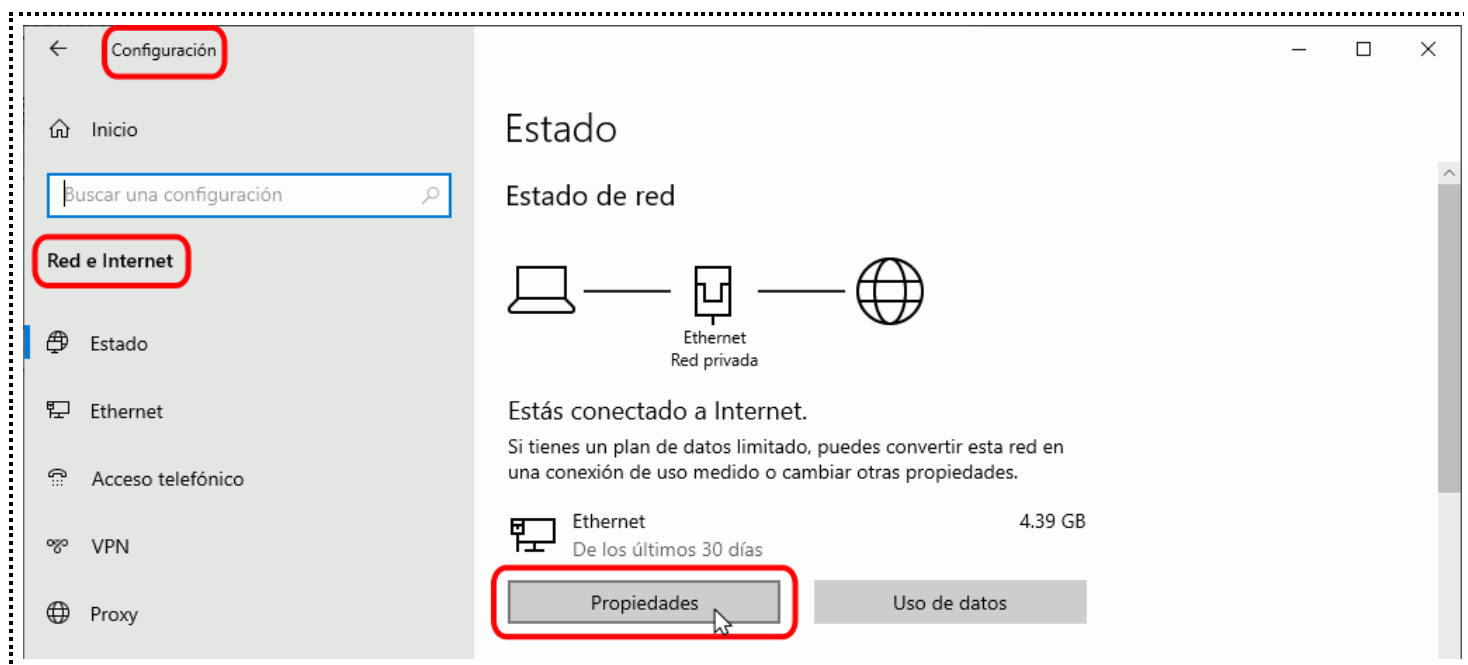 Configuración
Inicio
Buscar una configuración
Red e Internet
Estado
Ethernet
Acceso telefónico
VPN
Proxy
Estado
Estado de red
Ethernet
Red privada
Estás conectado a Internet.
Si tienes un plan de datos limitado, puedes convertir esta red en
una conexión de uso medido o cambiar otras propiedades.
Ethernet 4.39 GB
De los últimos 30 días
Propiedades Uso de datos